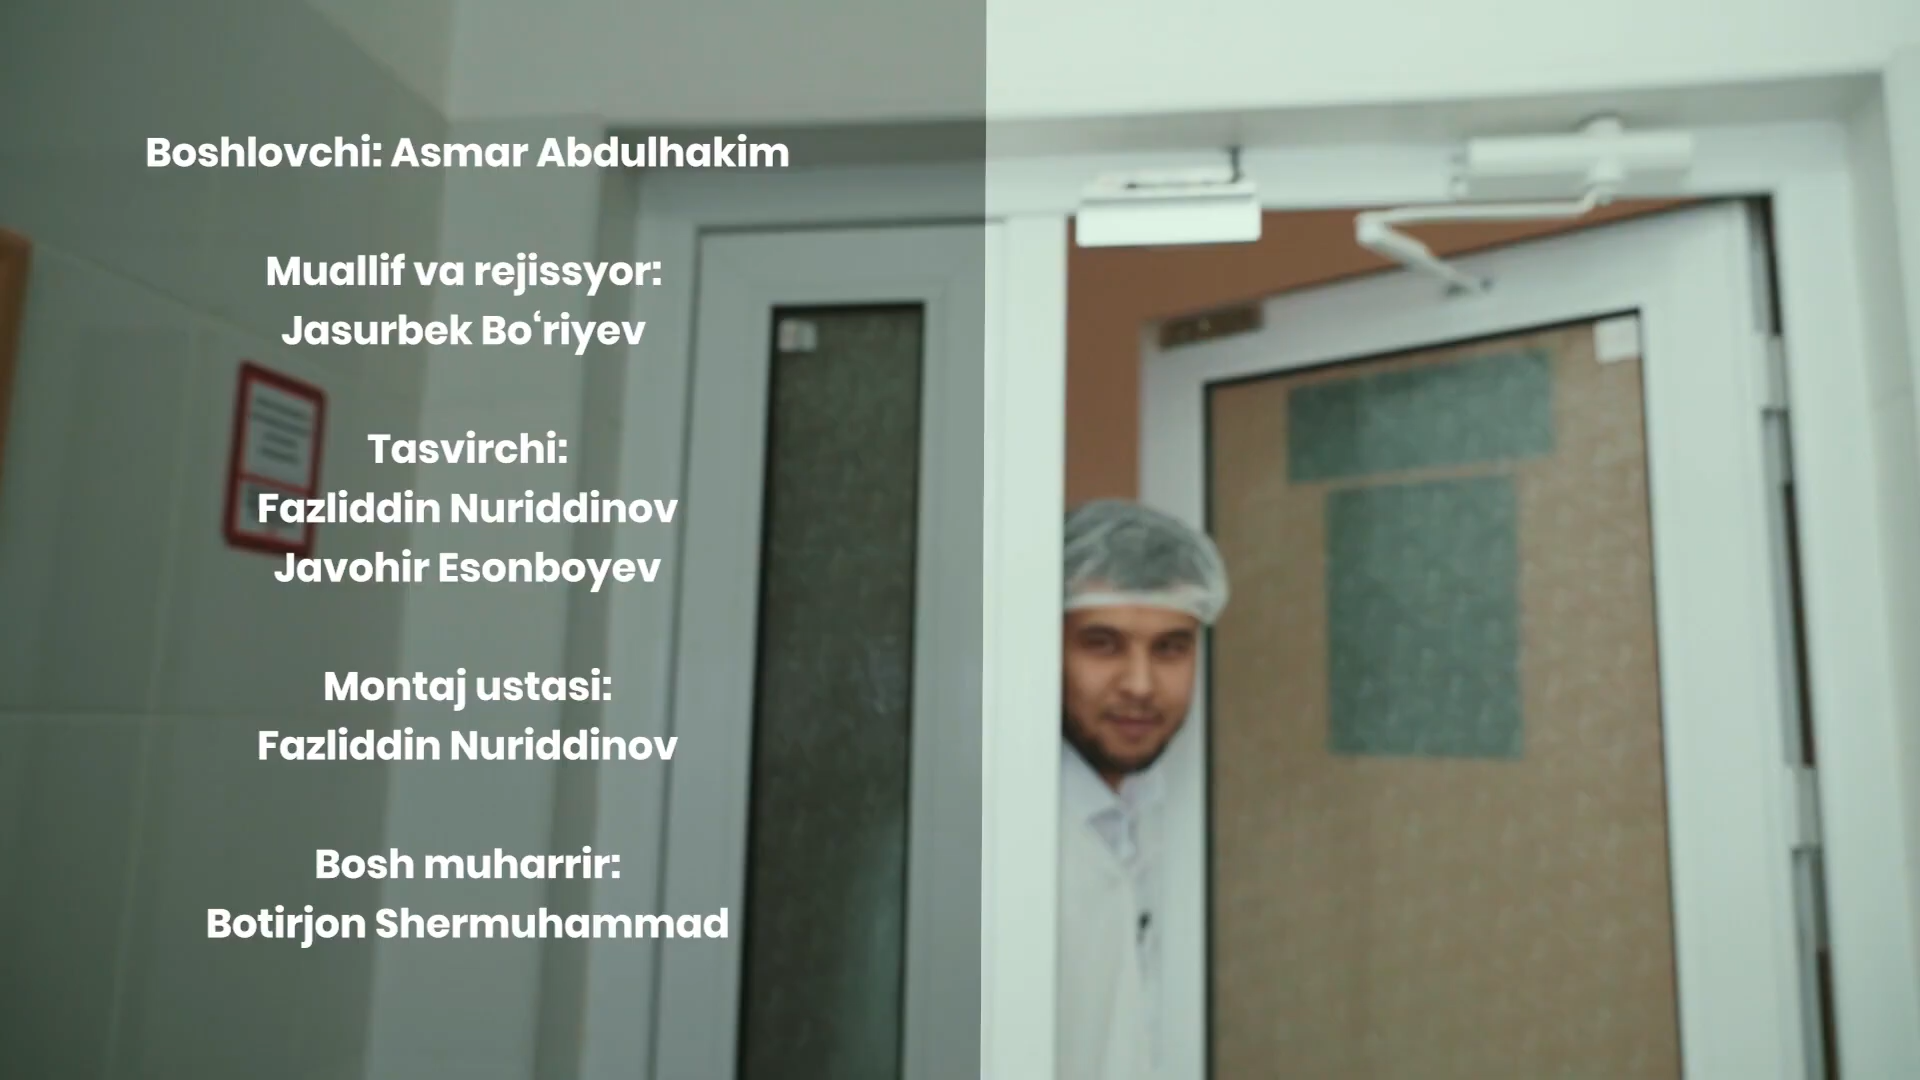 Boshlovchi: Asmar Abdulhakim
Muallif va rejissyor:
Jasurbek Bo‘riyev
Tasvirchi:
Fazliddin Nuriddinov
Javohir Esonboyev
Montaj ustasi:
Fazliddin Nuriddinov
Bosh muharrir:
Botirjon Shermuhammad